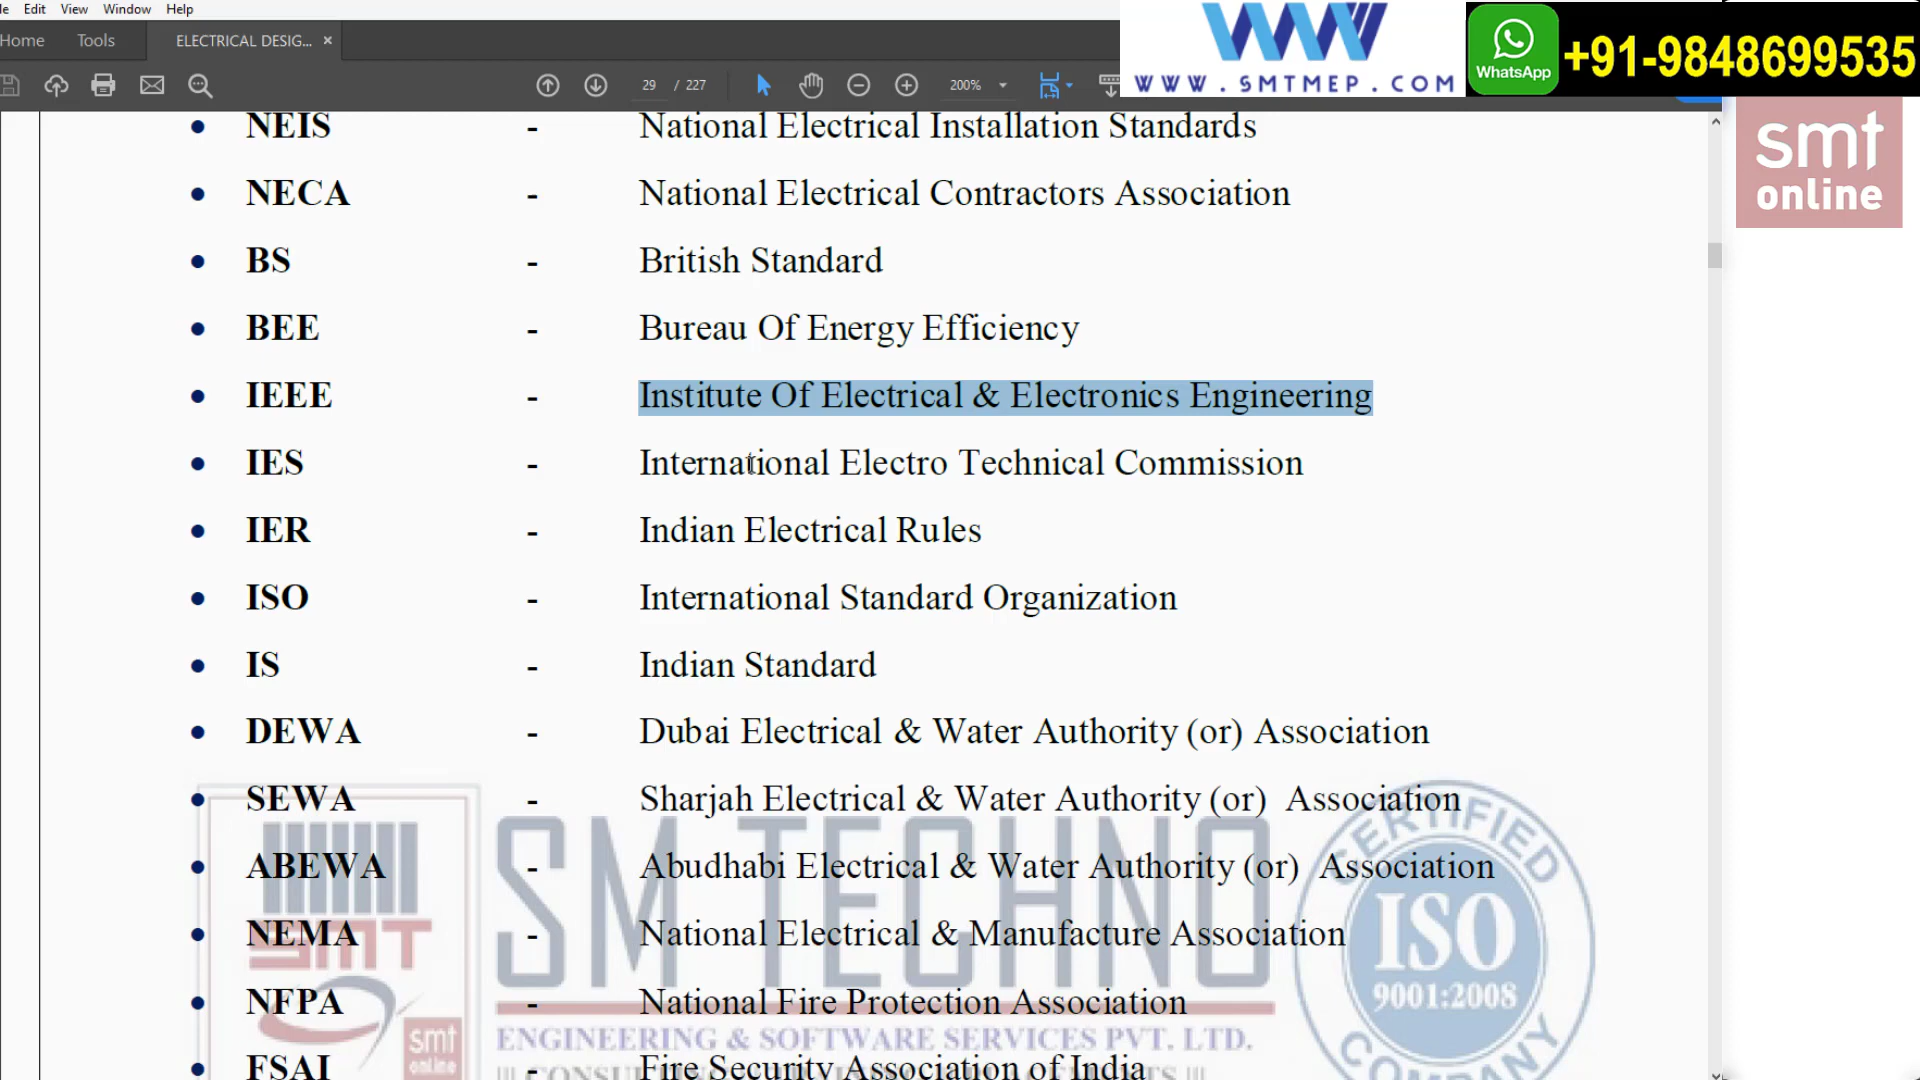 Edit View Window Help
Home Tools ELECTRICAL DESIG... ×
29 / 227 200%
WWW.SMTMEP.COM
WhatsApp
+91-9848699535
smt
online
• NEIS - National Electrical Installation Standards
• NECA - National Electrical Contractors Association
• BS - British Standard
• BEE - Bureau Of Energy Efficiency
• IEEE - Institute Of Electrical & Electronics Engineering
• IES - International Electro Technical Commission
• IER - Indian Electrical Rules
• ISO - International Standard Organization
• IS - Indian Standard
• DEWA - Dubai Electrical & Water Authority (or) Association
• SEWA - Sharjah Electrical & Water Authority (or) Association
• ABEWA - Abudhabi Electrical & Water Authority (or) Association
• NEMA - National Electrical & Manufacture Association
• NFPA - National Fire Protection Association
• FSAI - Fire Security Association of India
SMT
smt
online
SM TECHNO
ENGINEERING & SOFTWARE SERVICES PVT. LTD.
CERTIFIED
ISO
9001:2008
COMPANY